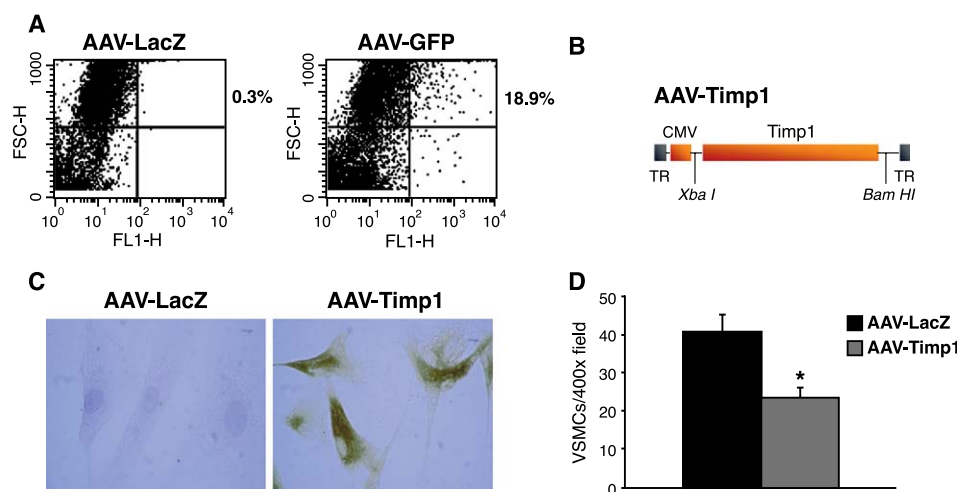 A
AAV-LacZ
AAV-GFP
FSC-H
1000
0
0.3%
10^0 10^1 10^2 10^3 10^4
FL1-H
FSC-H
1000
0
18.9%
10^0 10^1 10^2 10^3 10^4
FL1-H
B
AAV-Timp1
CMV
Timp1
TR
TR
Xba I
Bam HI
C
AAV-LacZ
AAV-Timp1
D
VSMCs/400x field
50
40
30
20
10
0
*
AAV-LacZ
AAV-Timp1